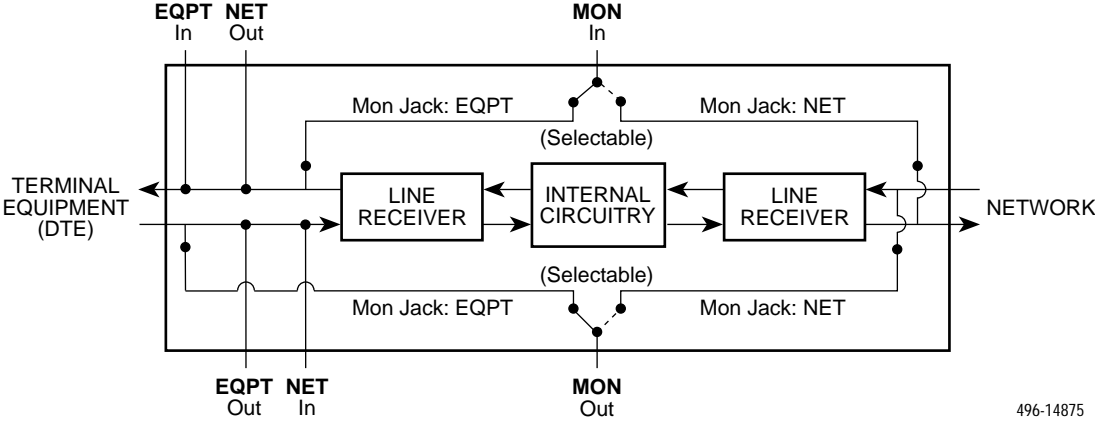 EQPT NET
In Out
MON
In
Mon Jack: EQPT
Mon Jack: NET
(Selectable)
TERMINAL
EQUIPMENT
(DTE)
LINE
RECEIVER
INTERNAL
CIRCUITRY
LINE
RECEIVER
NETWORK
(Selectable)
Mon Jack: EQPT
Mon Jack: NET
EQPT NET
Out In
MON
Out
496-14875